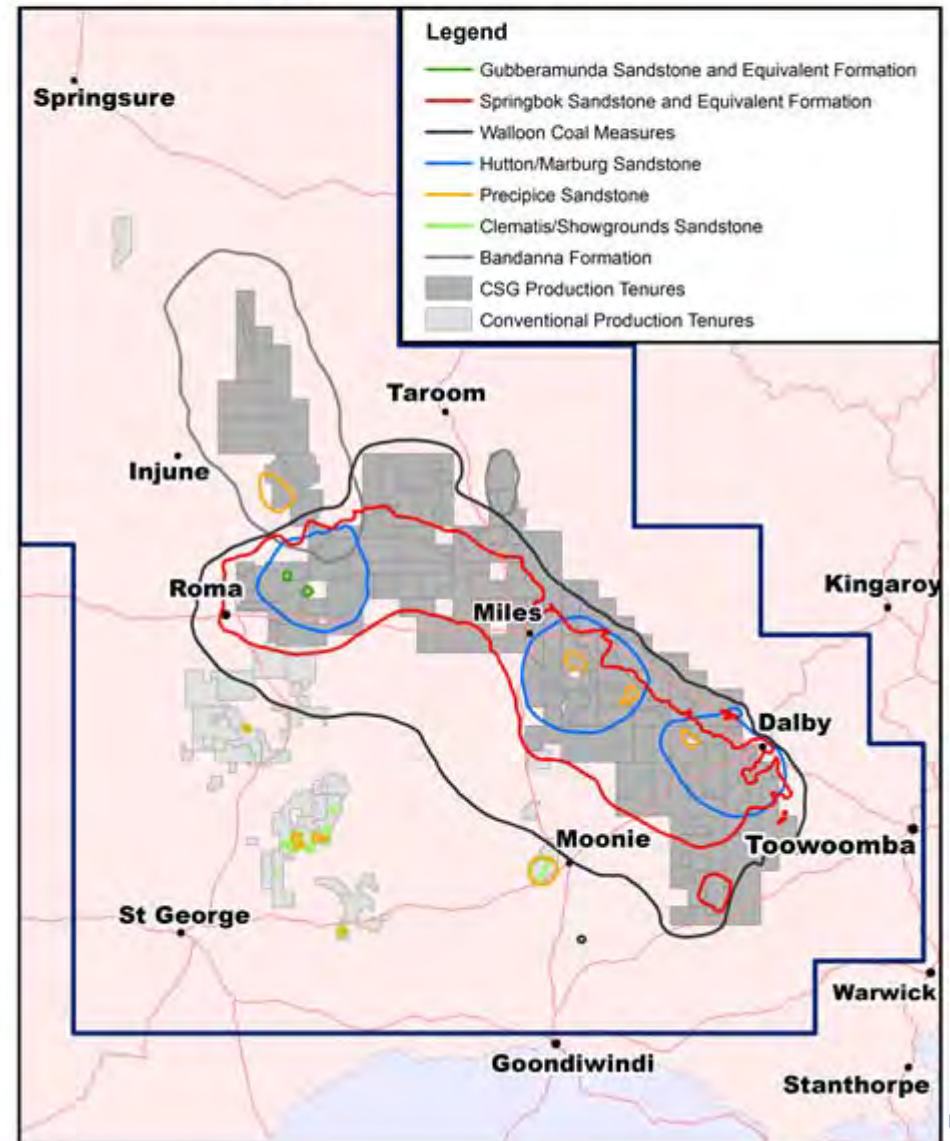 Legend
Gubberamunda Sandstone and Equivalent Formation
Springbok Sandstone and Equivalent Formation
Walloon Coal Measures
Hutton/Marburg Sandstone
Precipice Sandstone
Clematis/Showgrounds Sandstone
Bandanna Formation
CSG Production Tenures
Conventional Production Tenures
Springsure
Taroom
Injune
Roma
Miles
Kingaroy
Dalby
Moonie
Toowoomba
St George
Warwick
Goondiwindi
Stanthorpe